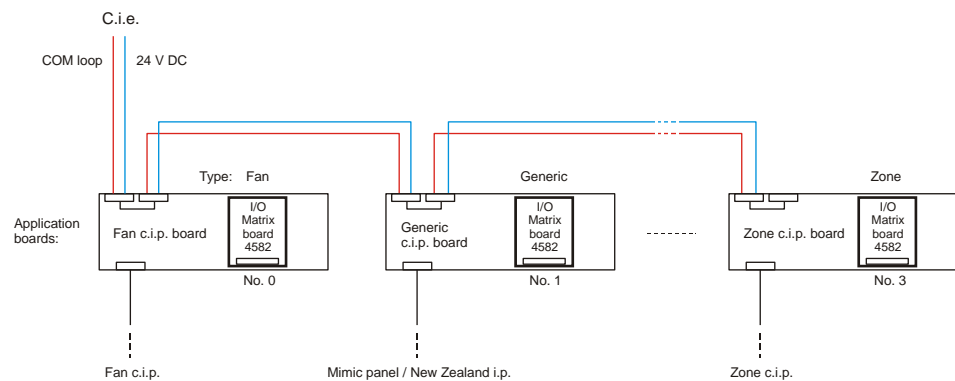 C.i.e.
COM loop
24 V DC
Type: Fan
Generic
Zone
Application
boards:
Fan c.i.p. board
I/O
Matrix
board
4582
Generic
c.i.p. board
I/O
Matrix
board
4582
Zone c.i.p. board
I/O
Matrix
board
4582
No. 0
No. 1
No. 3
Fan c.i.p.
Mimic panel / New Zealand i.p.
Zone c.i.p.